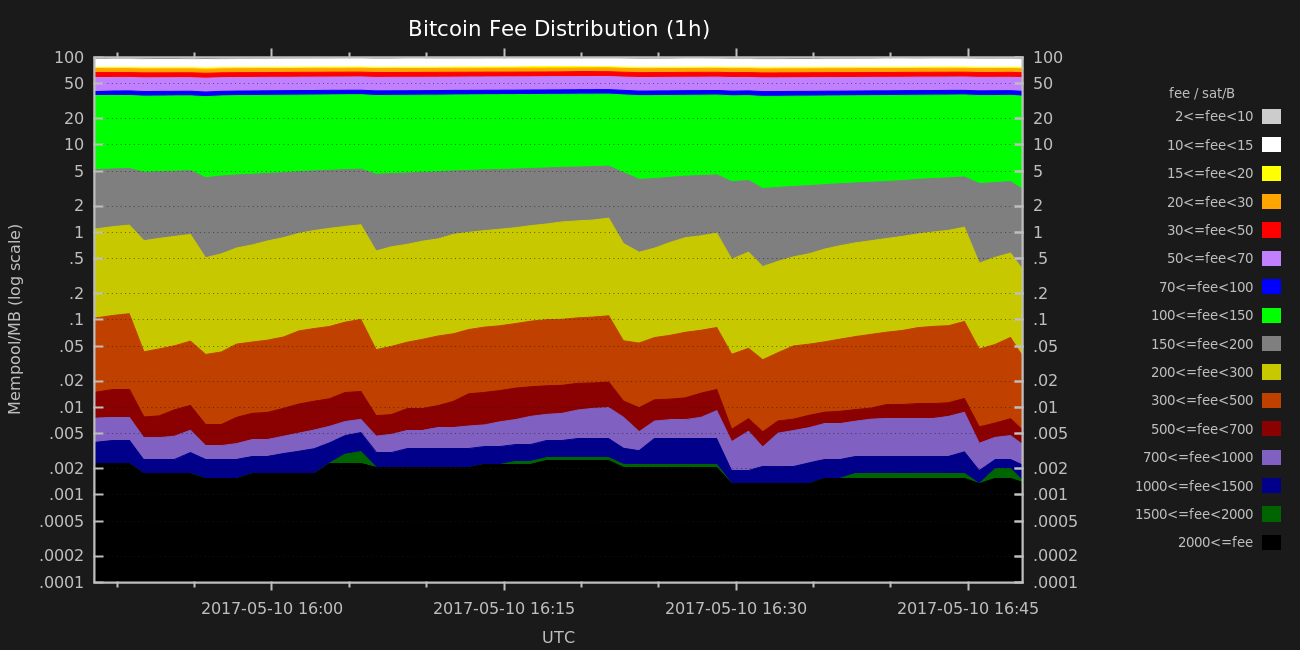 Bitcoin Fee Distribution (1h)
100
50
20
10
5
2
1
.5
.2
.1
.05
.02
.01
.005
.002
.001
.0005
.0002
.0001
Mempool/MB (log scale)
100
50
20
10
5
2
1
.5
.2
.1
.05
.02
.01
.005
.002
.001
.0005
.0002
.0001
2017-05-10 16:00
2017-05-10 16:15
2017-05-10 16:30
2017-05-10 16:45
UTC
fee / sat/B
2<=fee<10
10<=fee<15
15<=fee<20
20<=fee<30
30<=fee<50
50<=fee<70
70<=fee<100
100<=fee<150
150<=fee<200
200<=fee<300
300<=fee<500
500<=fee<700
700<=fee<1000
1000<=fee<1500
1500<=fee<2000
2000<=fee